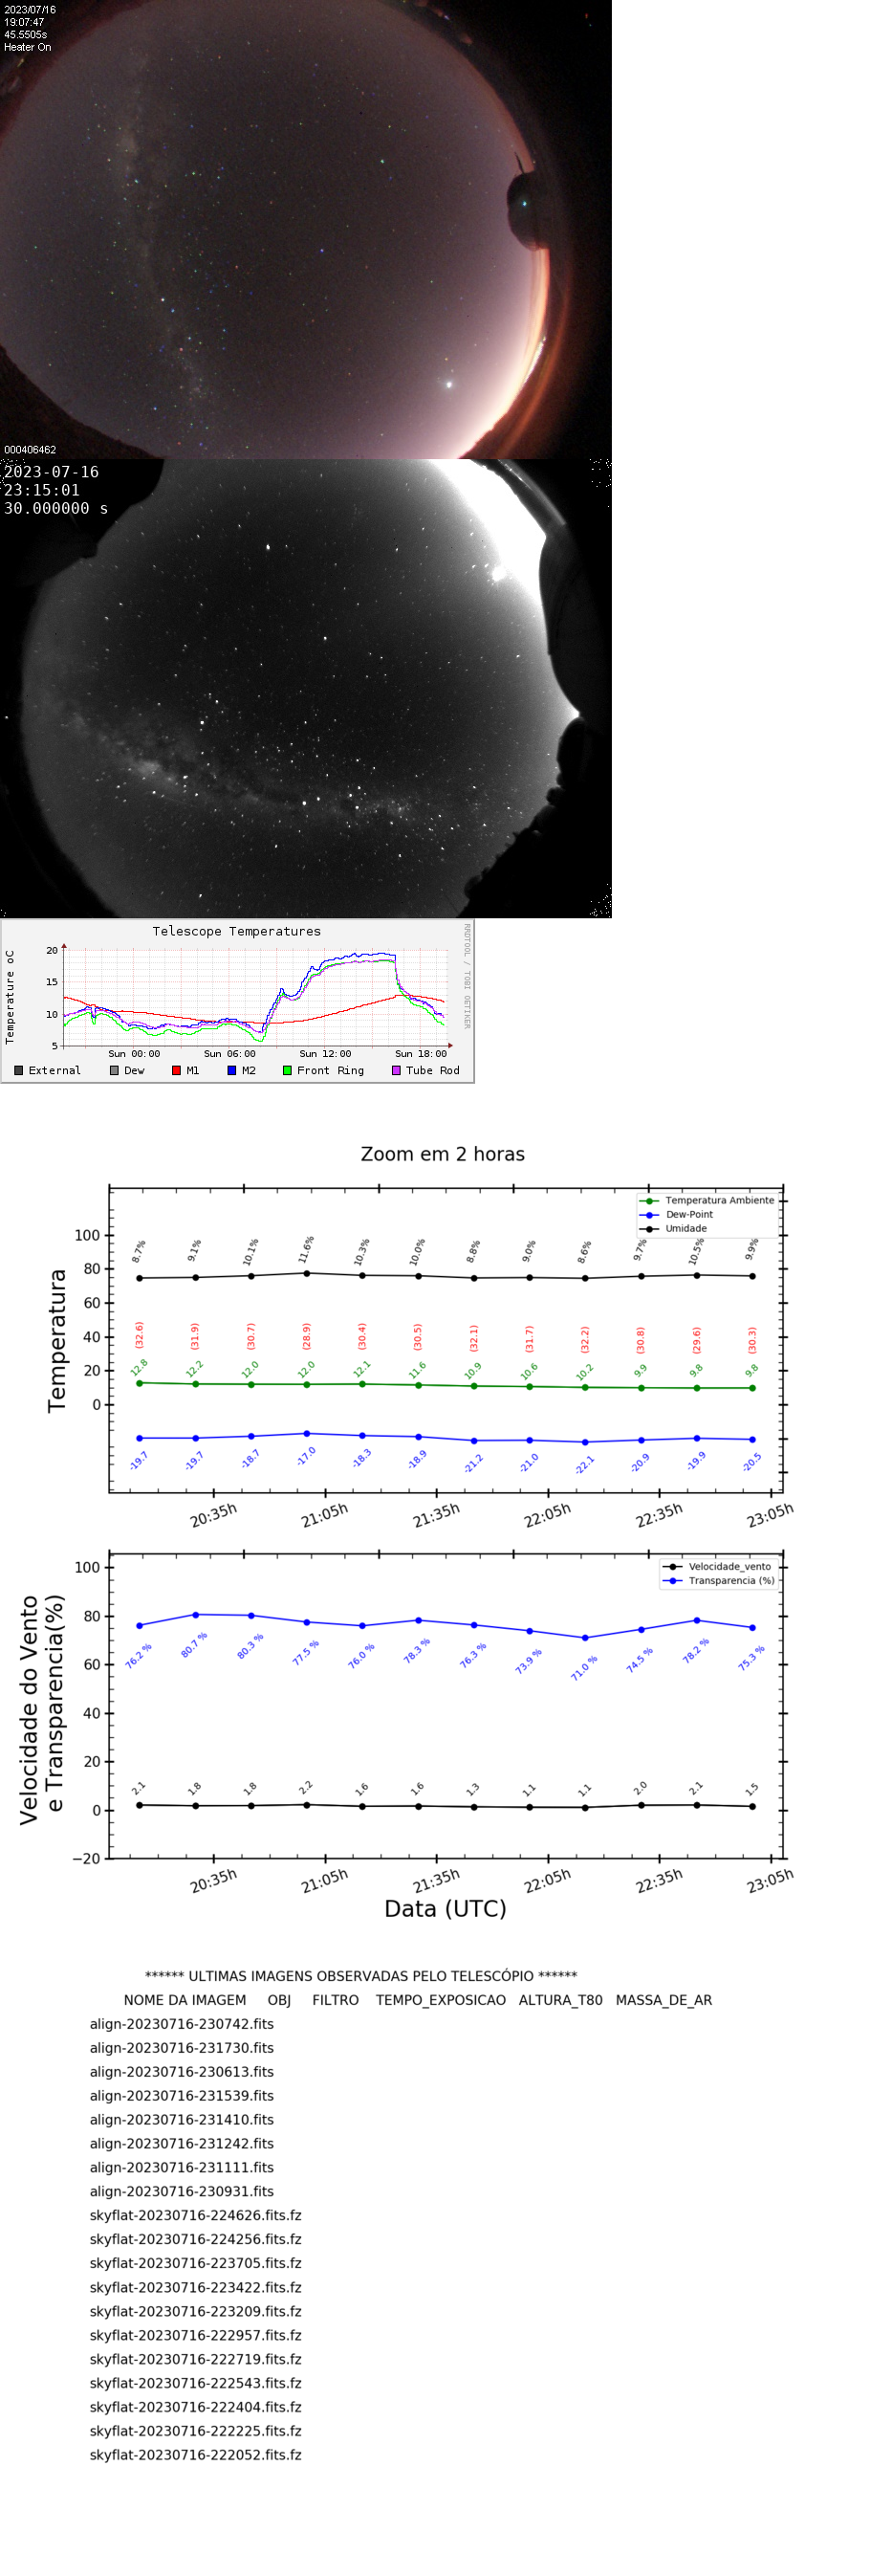 2023/07/16
19:07:47
45.5505s
Heater On
000406462
2023-07-16
23:15:01
30.000000 s
Telescope Temperatures
RRDTOOL / TOBI OETIKER
Temperature oC
20
15
10
5
Sun 00:00 Sun 06:00 Sun 12:00 Sun 18:00
External Dew M1 M2 Front Ring Tube Rod
Zoom em 2 horas
Temperatura Ambiente
Dew-Point
Umidade
Temperatura
100
80
60
40
20
0
8.7% 9.1% 10.1% 11.6% 10.3% 10.0% 8.8% 9.0% 8.6% 9.7% 10.5% 9.9%
(32.6) (31.9) (30.7) (28.9) (30.4) (30.5) (32.1) (31.7) (32.2) (30.8) (29.6) (30.3)
12.8 12.2 12.0 12.0 12.1 11.6 10.9 10.6 10.2 9.9 9.8 9.8
-19.7 -19.7 -18.7 -17.0 -18.3 -18.9 -21.2 -21.0 -22.1 -20.9 -19.9 -20.5
20:35h 21:05h 21:35h 22:05h 22:35h 23:05h
Velocidade_vento
Transparencia (%)
Velocidade do Vento
e Transparencia(%)
100
80
60
40
20
0
−20
76.2 % 80.7 % 80.3 % 77.5 % 76.0 % 78.3 % 76.3 % 73.9 % 71.0 % 74.5 % 78.2 % 75.3 %
2.1 1.8 1.8 2.2 1.6 1.6 1.3 1.1 1.1 2.0 2.1 1.5
20:35h 21:05h 21:35h 22:05h 22:35h 23:05h
Data (UTC)
****** ULTIMAS IMAGENS OBSERVADAS PELO TELESCÓPIO ******
NOME DA IMAGEM OBJ FILTRO TEMPO_EXPOSICAO ALTURA_T80 MASSA_DE_AR
align-20230716-230742.fits
align-20230716-231730.fits
align-20230716-230613.fits
align-20230716-231539.fits
align-20230716-231410.fits
align-20230716-231242.fits
align-20230716-231111.fits
align-20230716-230931.fits
skyflat-20230716-224626.fits.fz
skyflat-20230716-224256.fits.fz
skyflat-20230716-223705.fits.fz
skyflat-20230716-223422.fits.fz
skyflat-20230716-223209.fits.fz
skyflat-20230716-222957.fits.fz
skyflat-20230716-222719.fits.fz
skyflat-20230716-222543.fits.fz
skyflat-20230716-222404.fits.fz
skyflat-20230716-222225.fits.fz
skyflat-20230716-222052.fits.fz